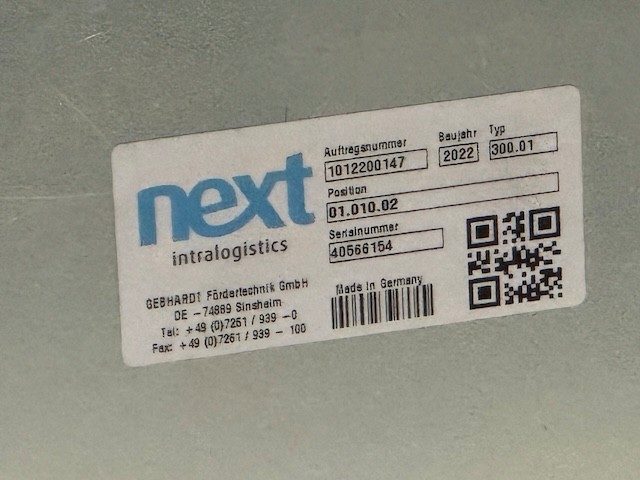 next
intralogistics
GEBHARDT Fördertechnik GmbH
DE - 74889 Sinsheim
Tel: +49 (0)7261 / 939 -0
Fax: +49 (0)7261 / 939 - 100
Auftragsnummer
1012200147
Baujahr
2022
Typ
300.01
Position
01.010.02
Serialnummer
40566154
Made in Germany